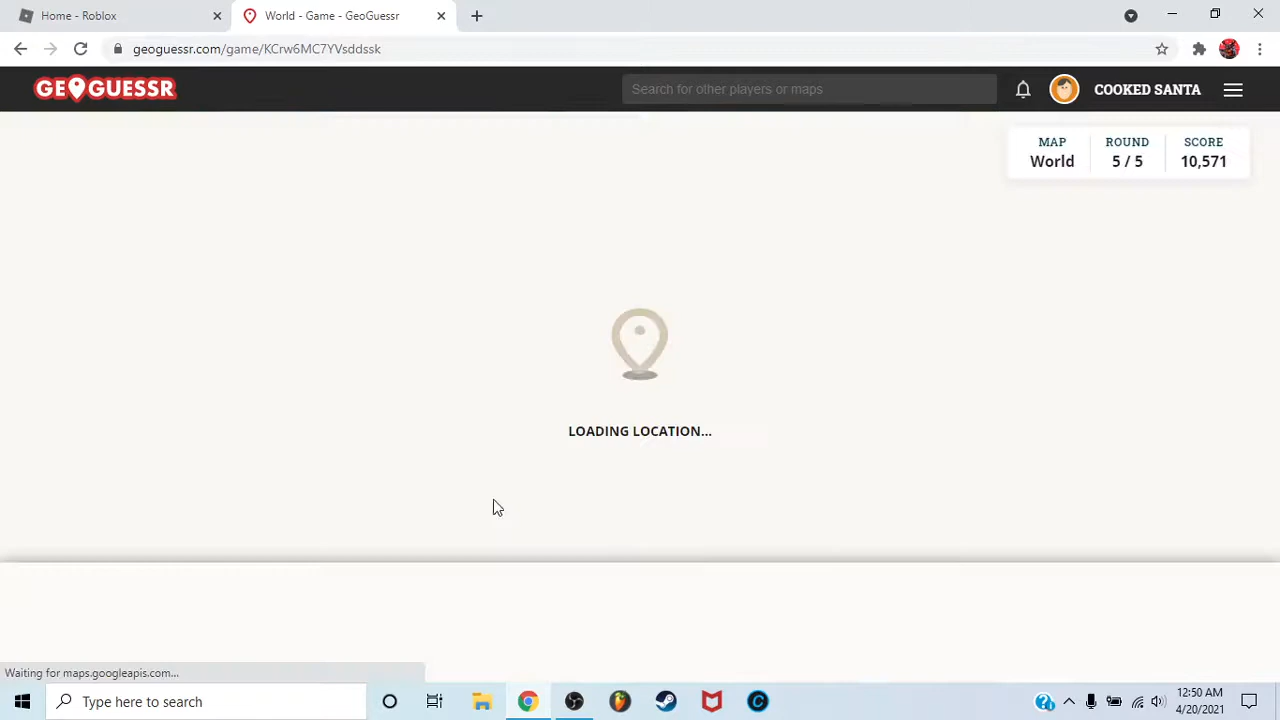 Home - Roblox
World - Game - GeoGuessr
geoguessr.com/game/KCrw6MC7YVsddssk
GEOGUESSR
Search for other players or maps
COOKED SANTA
MAP ROUND SCORE
World 5 / 5 10,571
LOADING LOCATION...
Waiting for maps.googleapis.com...
Type here to search
12:50 AM
4/20/2021